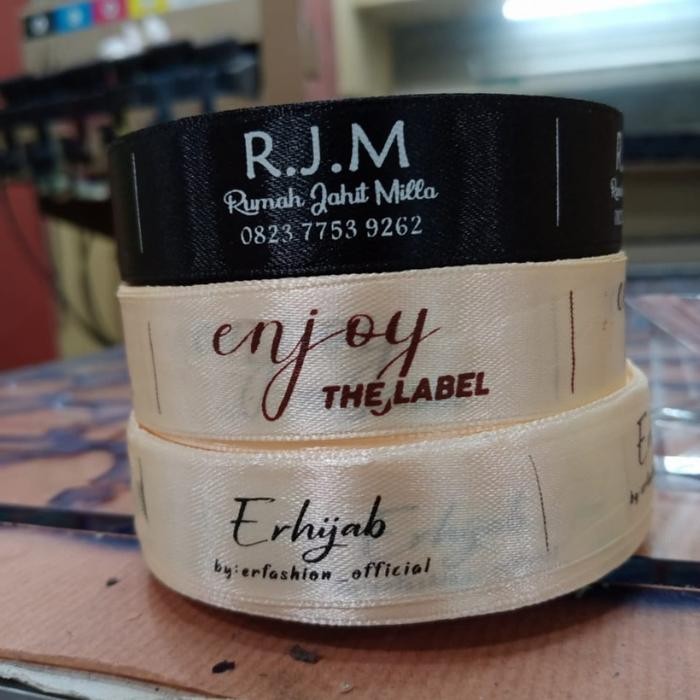 R.J.M
Rumah Jahit Milla
0823 7753 9262
enjoy
THE LABEL
Erhijab
by:erfashion_official